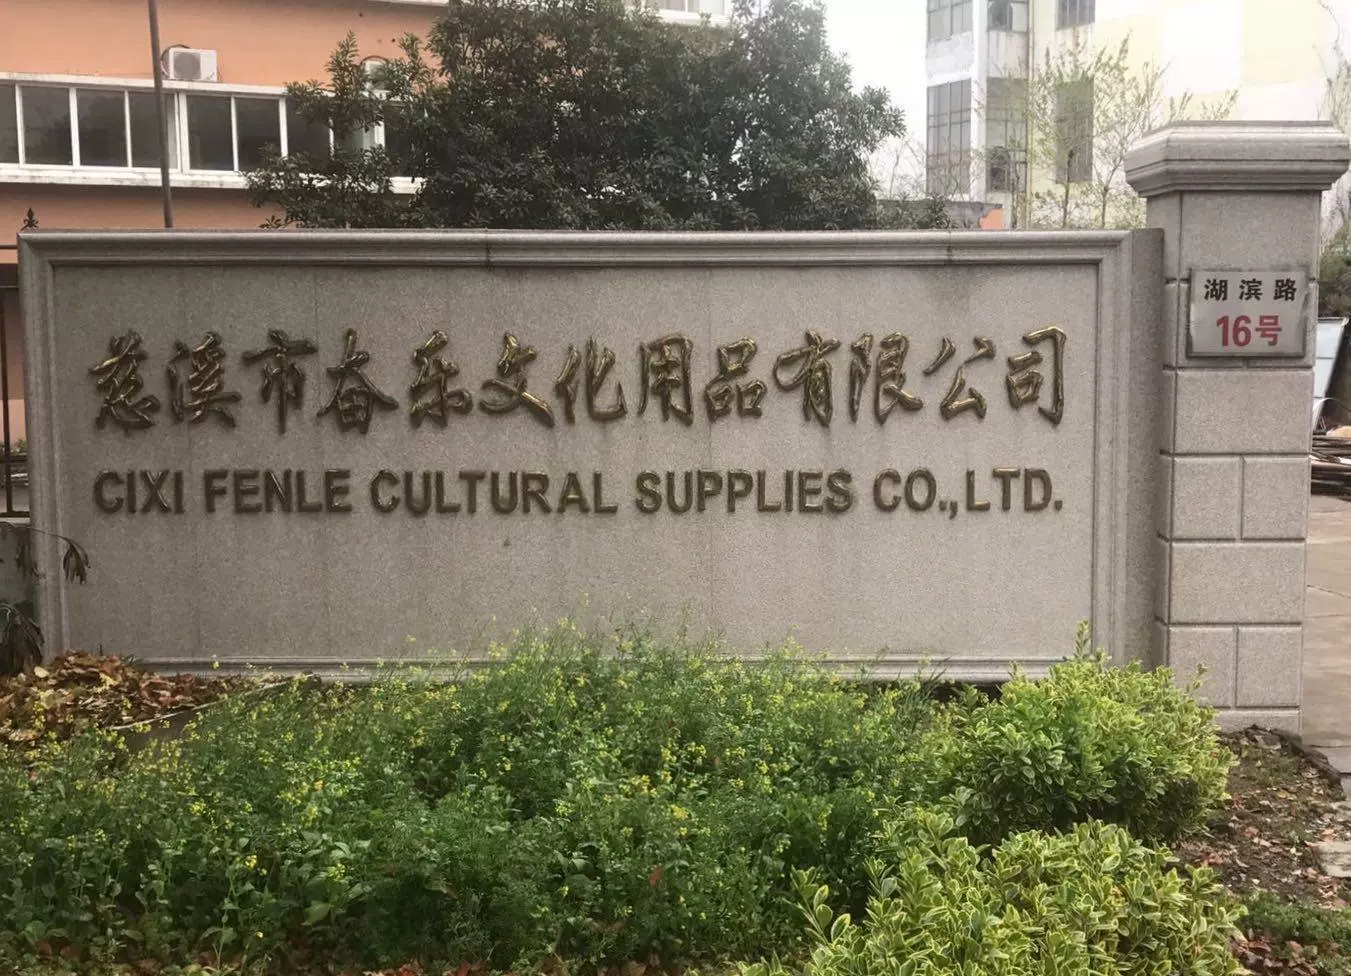 慈溪市奋乐文化用品有限公司
CIXI FENLE CULTURAL SUPPLIES CO.,LTD.
湖滨路
16号